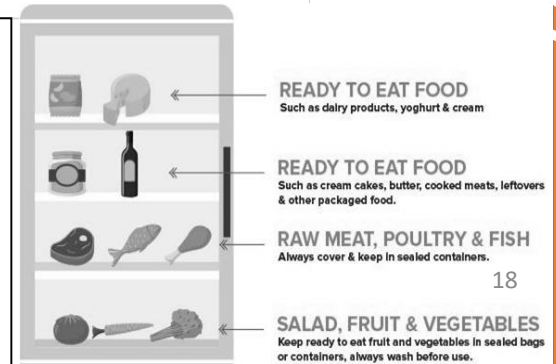 READY TO EAT FOOD
Such as dairy products, yoghurt & cream
READY TO EAT FOOD
Such as cream cakes, butter, cooked meats, leftovers
& other packaged food.
RAW MEAT, POULTRY & FISH
Always cover & keep in sealed containers.
18
SALAD, FRUIT & VEGETABLES
Keep ready to eat fruit and vegetables in sealed bags
or containers, always wash before use.